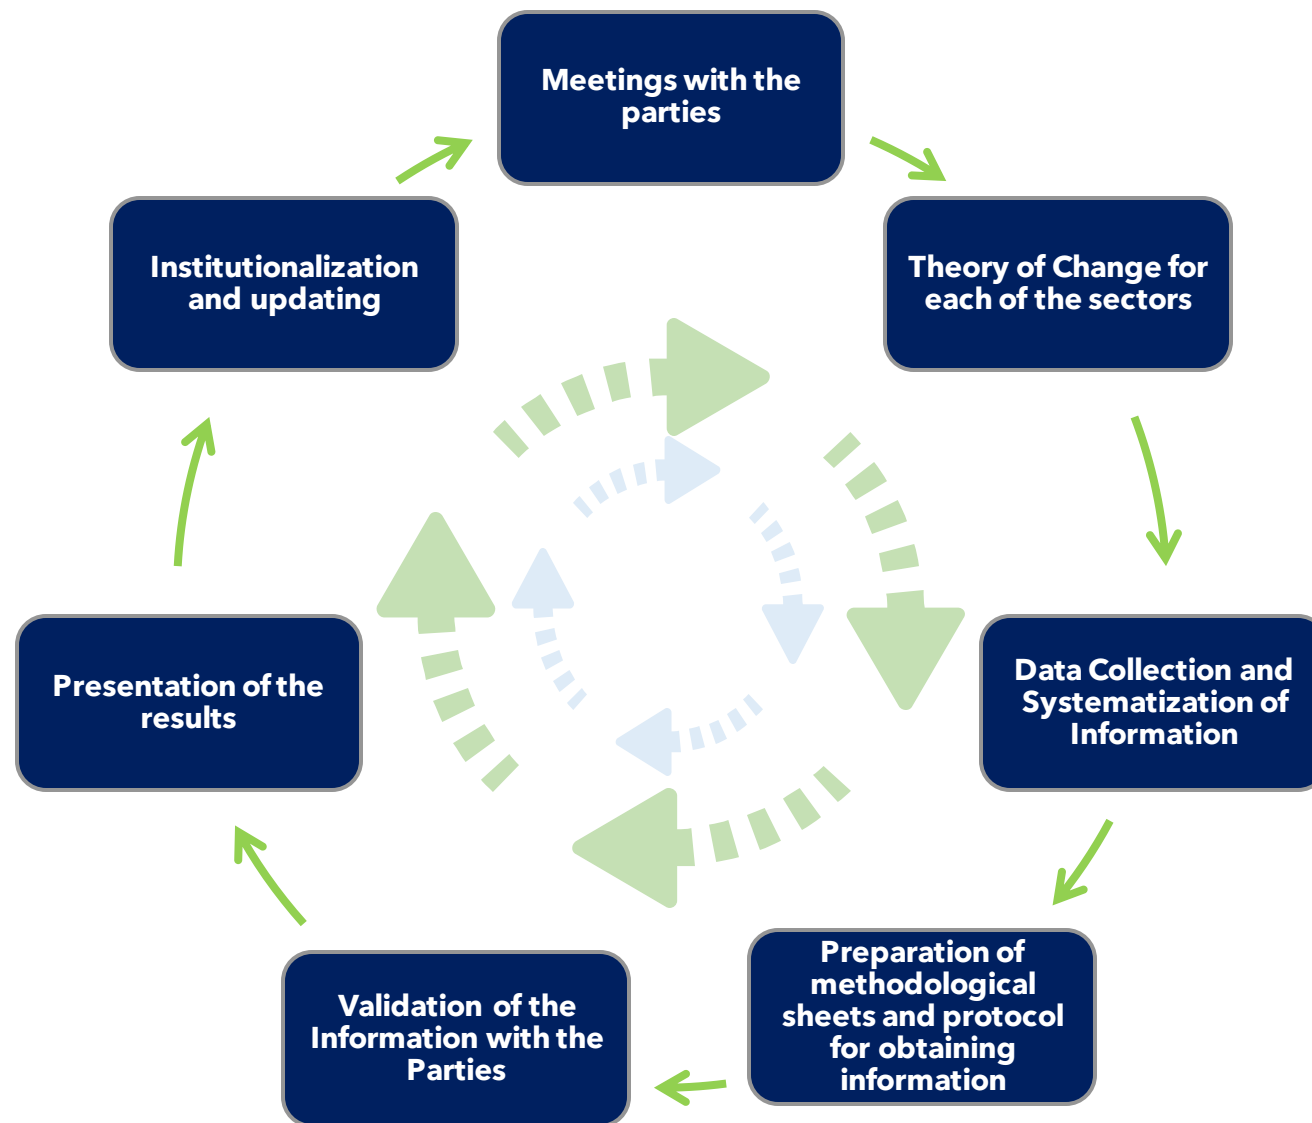 Meetings with the
parties
Theory of Change for
each of the sectors
Data Collection and
Systematization of
Information
Preparation of
methodological
sheets and protocol
for obtaining
information
Validation of the
Information with the
Parties
Presentation of the
results
Institutionalization
and updating